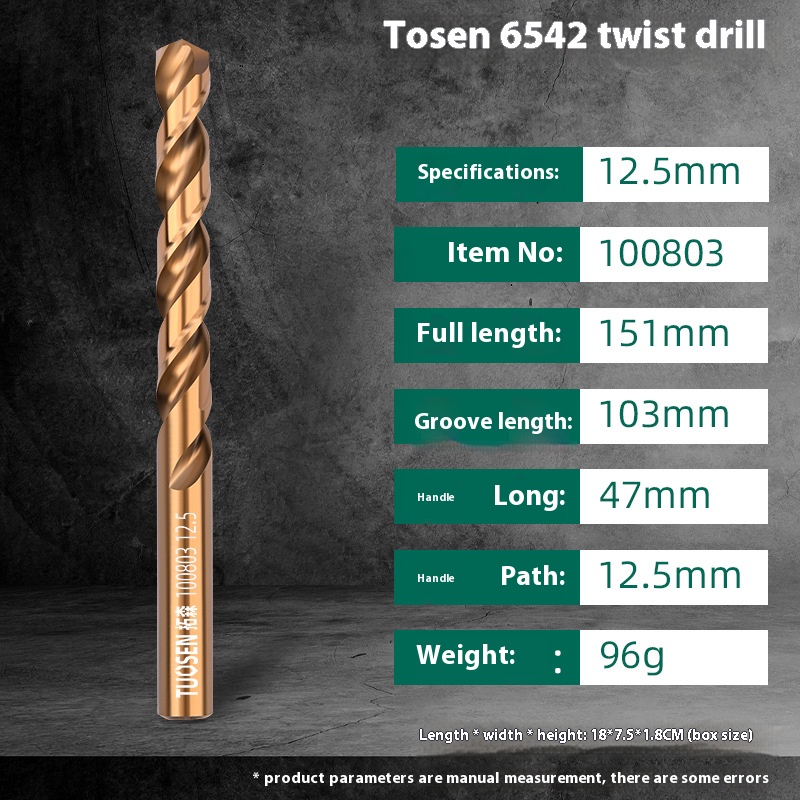 Tosen 6542 twist drill
Specifications: 12.5mm
Item No: 100803
Full length: 151mm
Groove length: 103mm
Handle Long: 47mm
Handle Path: 12.5mm
Weight: : 96g
TUOSEN 拓森 100803 12.5
Length * width * height: 18*7.5*1.8CM (box size)
* product parameters are manual measurement, there are some errors